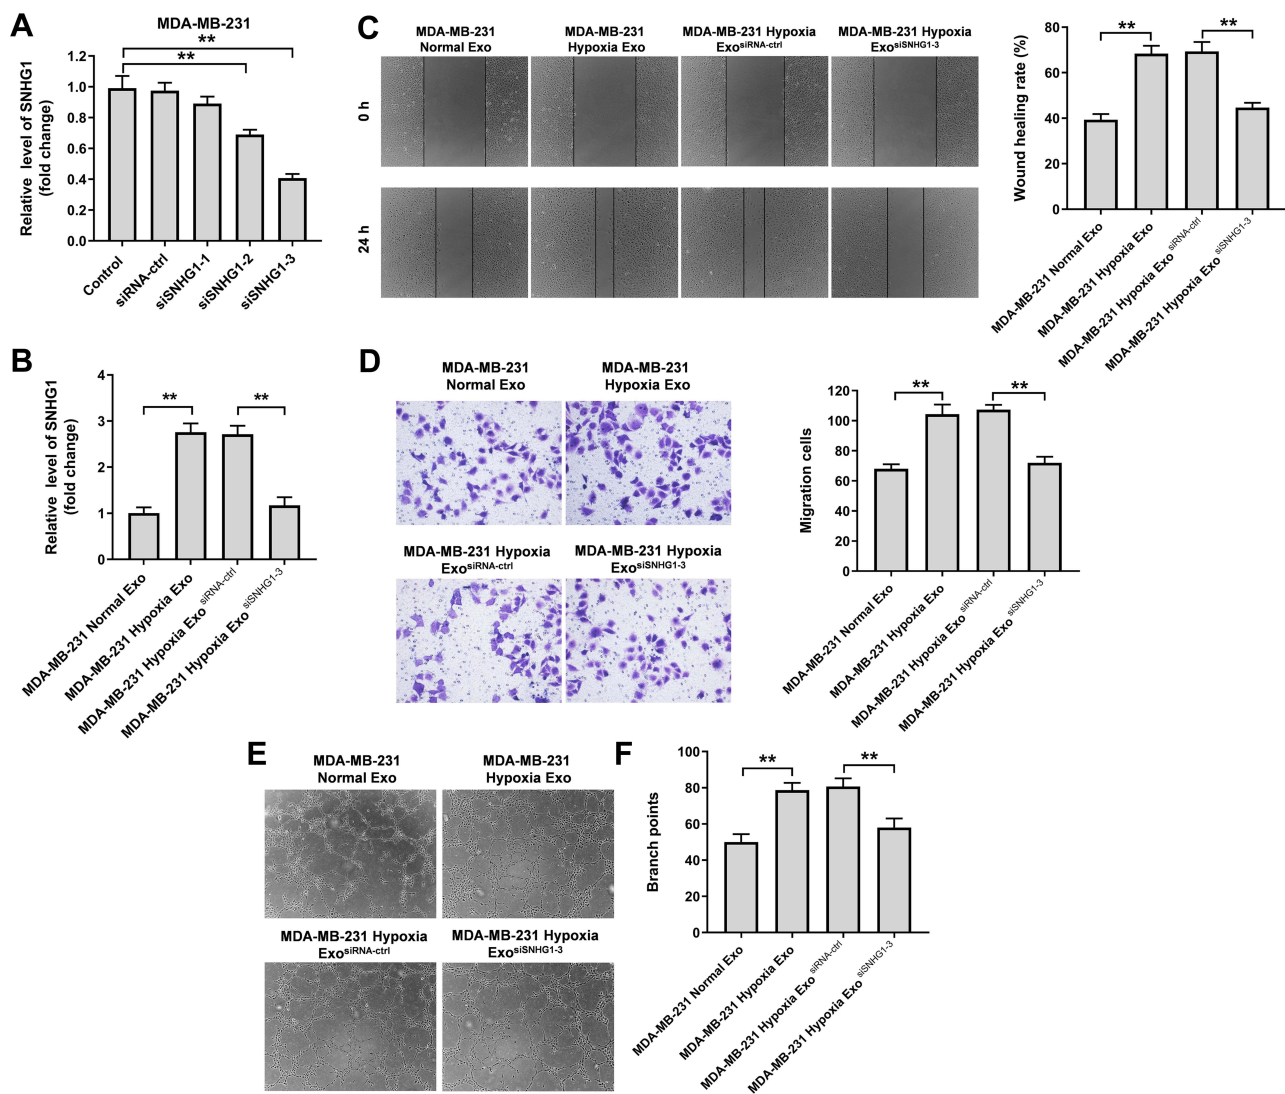 A
MDA-MB-231
**
**
Relative level of SNHG1
(fold change)
1.2
1.0
0.8
0.6
0.4
0.2
0.0
Control
siRNA-ctrl
siSNHG1-1
siSNHG1-2
siSNHG1-3
C
MDA-MB-231
Normal Exo
MDA-MB-231
Hypoxia Exo
MDA-MB-231 Hypoxia
ExosiRNA-ctrl
MDA-MB-231 Hypoxia
ExosiSNHG1-3
0 h
24 h
Wound healing rate (%)
80
60
40
20
0
**
**
MDA-MB-231 Normal Exo
MDA-MB-231 Hypoxia Exo
MDA-MB-231 Hypoxia Exo siRNA-ctrl
MDA-MB-231 Hypoxia Exo siSNHG1-3
B
Relative level of SNHG1
(fold change)
4
3
2
1
0
**
**
MDA-MB-231 Normal Exo
MDA-MB-231 Hypoxia Exo
MDA-MB-231 Hypoxia Exo siRNA-ctrl
MDA-MB-231 Hypoxia Exo siSNHG1-3
D
MDA-MB-231
Normal Exo
MDA-MB-231
Hypoxia Exo
MDA-MB-231 Hypoxia
ExosiRNA-ctrl
MDA-MB-231 Hypoxia
ExosiSNHG1-3
Migration cells
120
100
80
60
40
20
0
**
**
MDA-MB-231 Normal Exo
MDA-MB-231 Hypoxia Exo
MDA-MB-231 Hypoxia Exo siRNA-ctrl
MDA-MB-231 Hypoxia Exo siSNHG1-3
E
MDA-MB-231
Normal Exo
MDA-MB-231
Hypoxia Exo
MDA-MB-231 Hypoxia
ExosiRNA-ctrl
MDA-MB-231 Hypoxia
ExosiSNHG1-3
F
Branch points
100
80
60
40
20
0
**
**
MDA-MB-231 Normal Exo
MDA-MB-231 Hypoxia Exo
MDA-MB-231 Hypoxia Exo siRNA-ctrl
MDA-MB-231 Hypoxia Exo siSNHG1-3